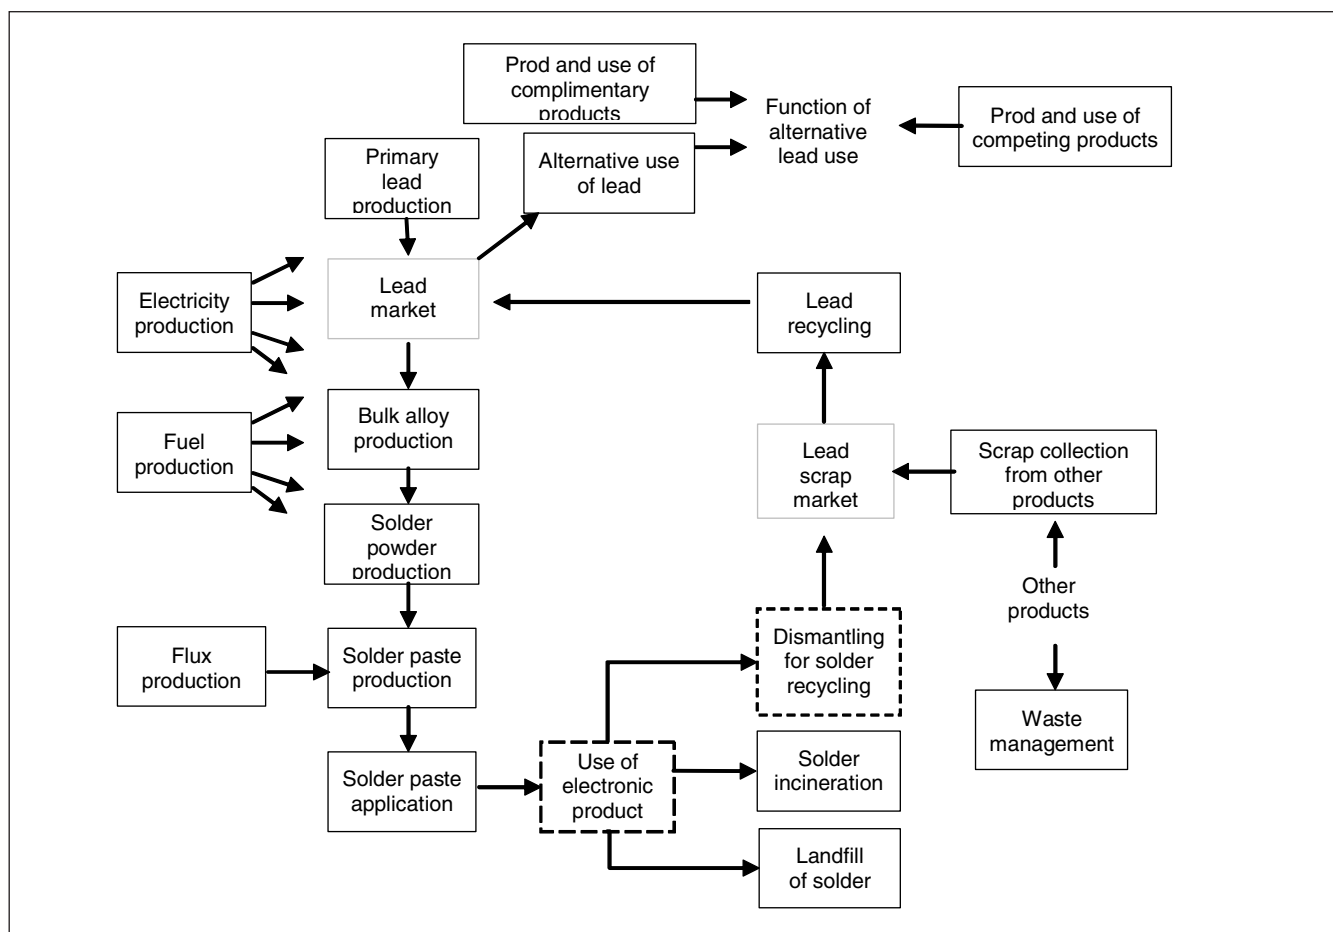 Prod and use of
complimentary
products
Function of
alternative
lead use
Prod and use of
competing products
Primary
lead
production
Alternative use
of lead
Electricity
production
Lead
market
Lead
recycling
Fuel
production
Bulk alloy
production
Lead
scrap
market
Scrap collection
from other
products
Solder
powder
production
Other
products
Flux
production
Solder paste
production
Dismantling
for solder
recycling
Waste
management
Solder paste
application
Use of
electronic
product
Solder
incineration
Landfill
of solder